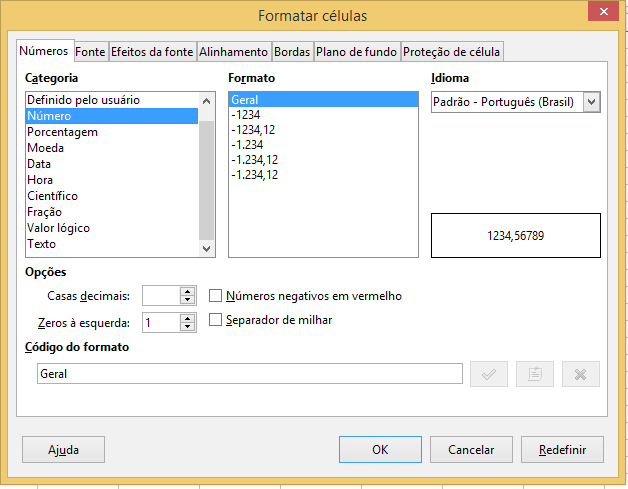 Formatar células
Números Fonte Efeitos da fonte Alinhamento Bordas Plano de fundo Proteção de célula
Categoria
Definido pelo usuário
Número
Porcentagem
Moeda
Data
Hora
Científico
Fração
Valor lógico
Texto
Formato
Geral
-1234
-1234,12
-1.234
-1.234,12
-1.234,12
Idioma
Padrão - Português (Brasil)
1234,56789
Opções
Casas decimais:
Números negativos em vermelho
Zeros à esquerda: 1
Separador de milhar
Código do formato
Geral
Ajuda OK Cancelar Redefinir